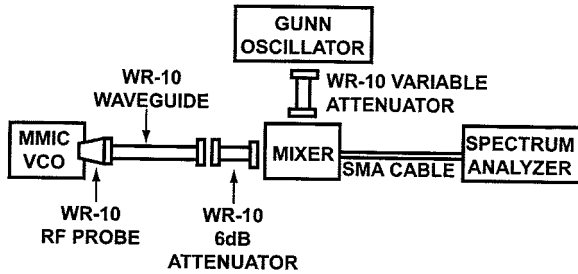 GUNN
OSCILLATOR
WR-10
WAVEGUIDE
WR-10 VARIABLE
ATTENUATOR
MMIC
VCO
MIXER
SPECTRUM
ANALYZER
SMA CABLE
WR-10
RF PROBE
WR-10
6dB
ATTENUATOR